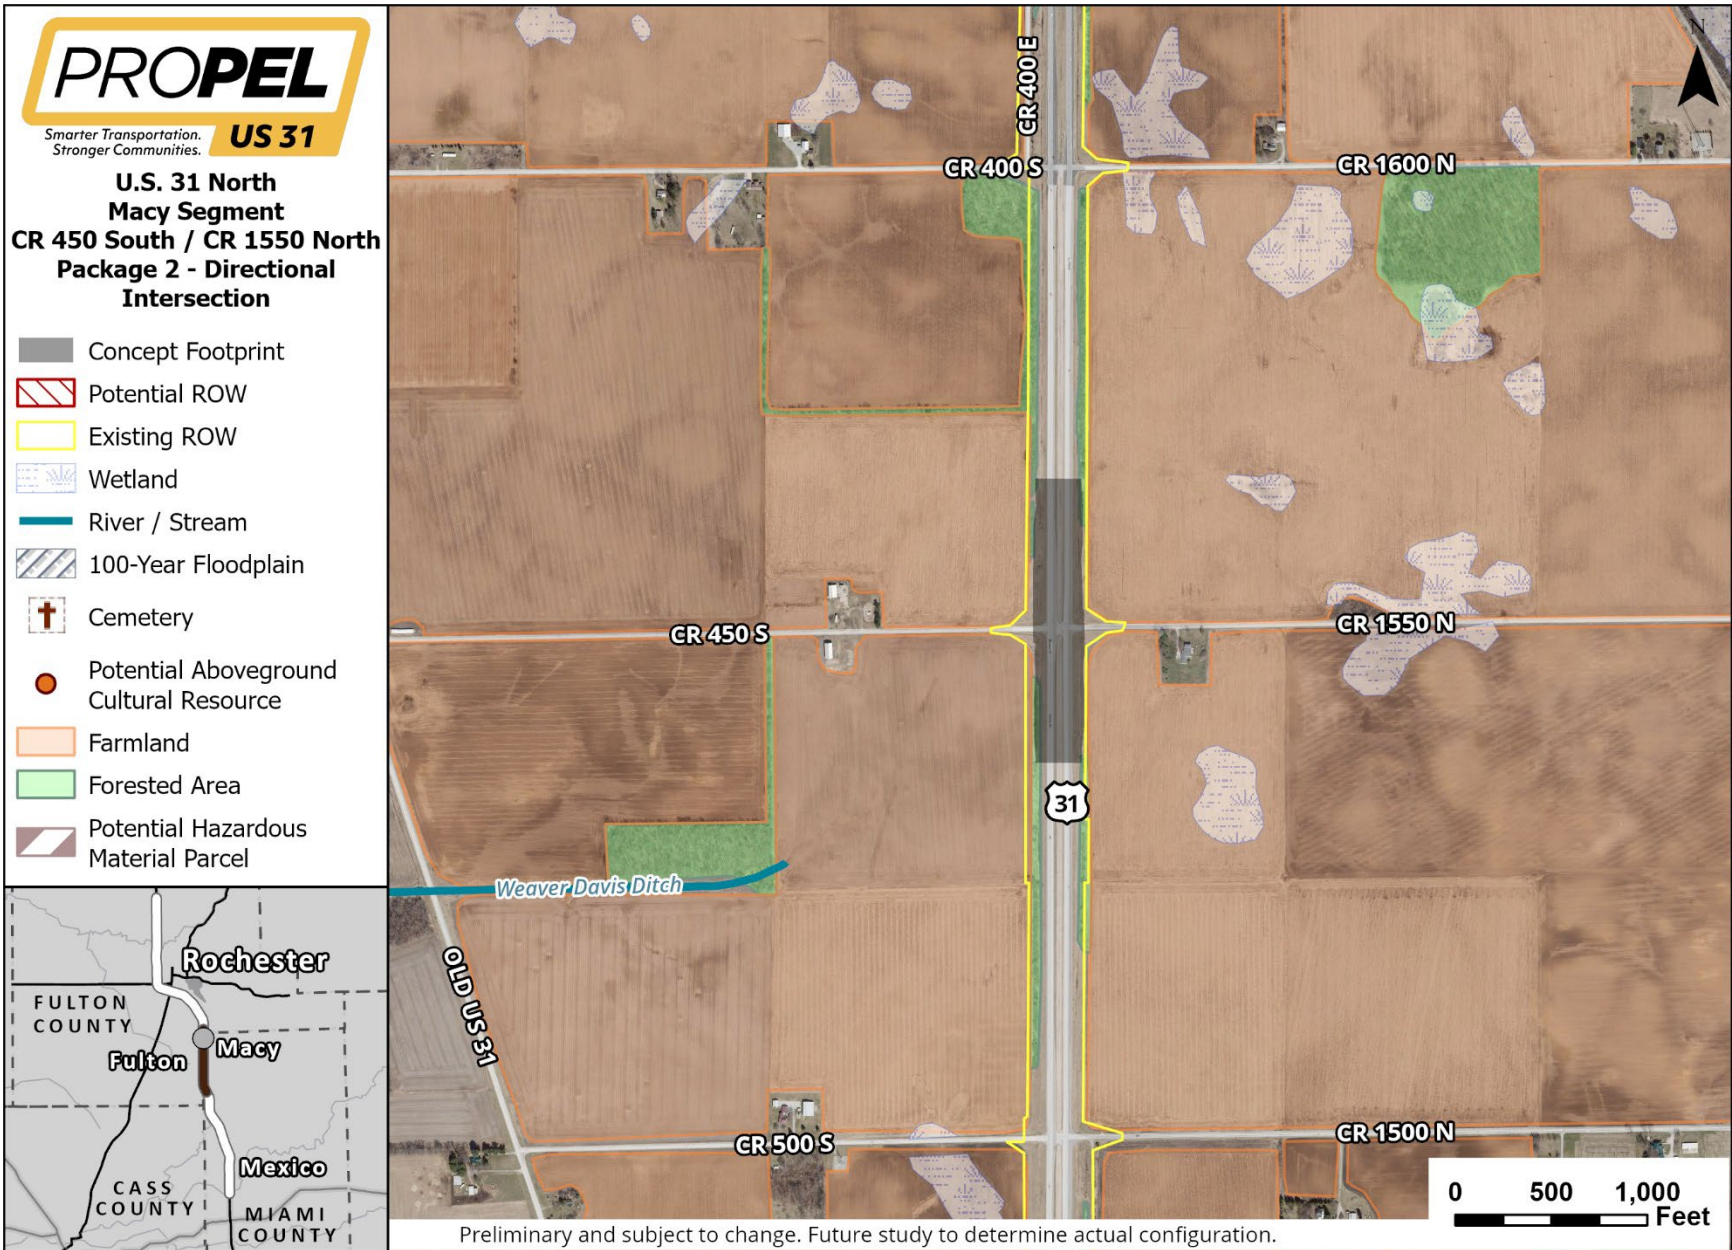 PROPEL
Smarter Transportation.
Stronger Communities.
US 31
U.S. 31 North
Macy Segment
CR 450 South / CR 1550 North
Package 2 - Directional
Intersection
Concept Footprint
Potential ROW
Existing ROW
Wetland
River / Stream
100-Year Floodplain
Cemetery
Potential Aboveground
Cultural Resource
Farmland
Forested Area
Potential Hazardous
Material Parcel
Rochester
FULTON
COUNTY
Macy
Fulton
Mexico
CASS
COUNTY
MIAMI
COUNTY
N
CR 400 E
CR 400 S
CR 1600 N
CR 450 S
CR 1550 N
31
Weaver Davis Ditch
OLD US 31
CR 500 S
CR 1500 N
0 500 1,000
Feet
Preliminary and subject to change. Future study to determine actual configuration.